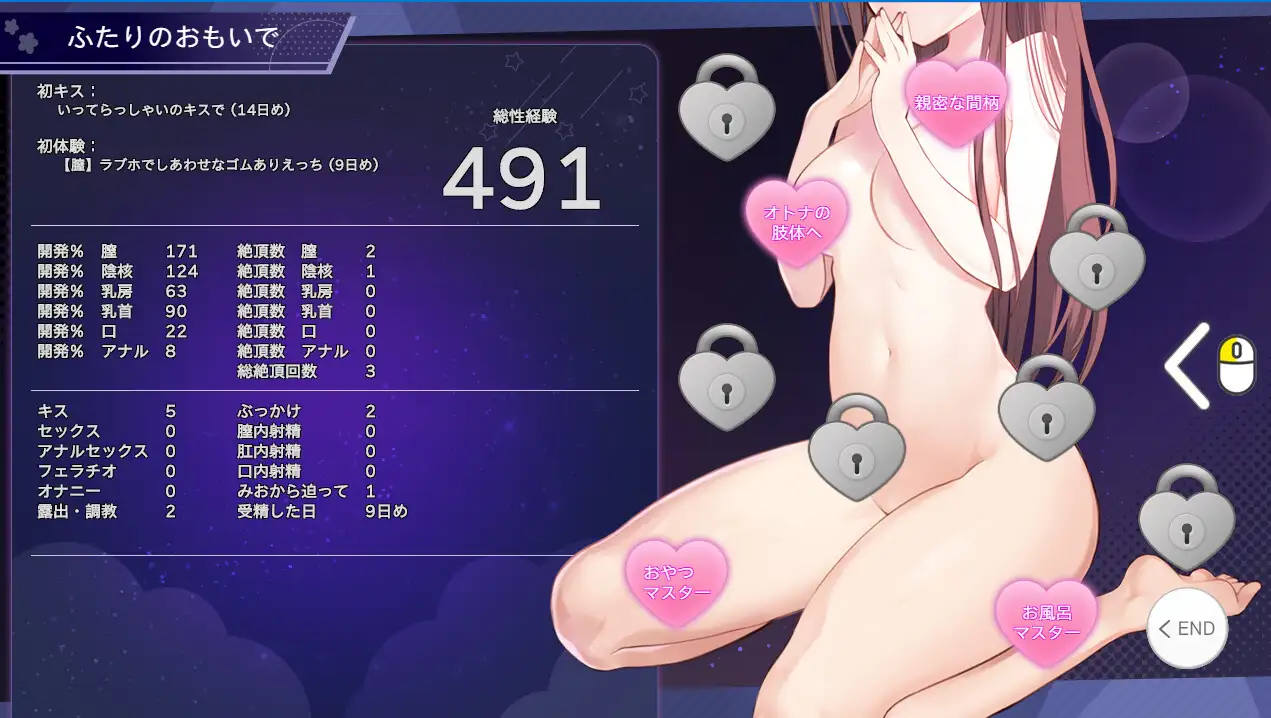 ふたりのおもいで
初キス：
いってらっしゃいのキスで（14日め）
初体験：
【膣】ラブホでしあわせなゴムありえっち（9日め）
総性経験
491
開発% 膣 171 絶頂数 膣 2
開発% 陰核 124 絶頂数 陰核 1
開発% 乳房 63 絶頂数 乳房 0
開発% 乳首 90 絶頂数 乳首 0
開発% 口 22 絶頂数 口 0
開発% アナル 8 絶頂数 アナル 0
総絶頂回数 3
キス 5 ぶっかけ 2
セックス 0 膣内射精 0
アナルセックス 0 肛内射精 0
フェラチオ 0 口内射精 0
オナニー 0 みおから迫って 1
露出・調教 2 受精した日 9日め
親密な間柄
オトナの
肢体へ
おやつ
マスター
お風呂
マスター
0
END